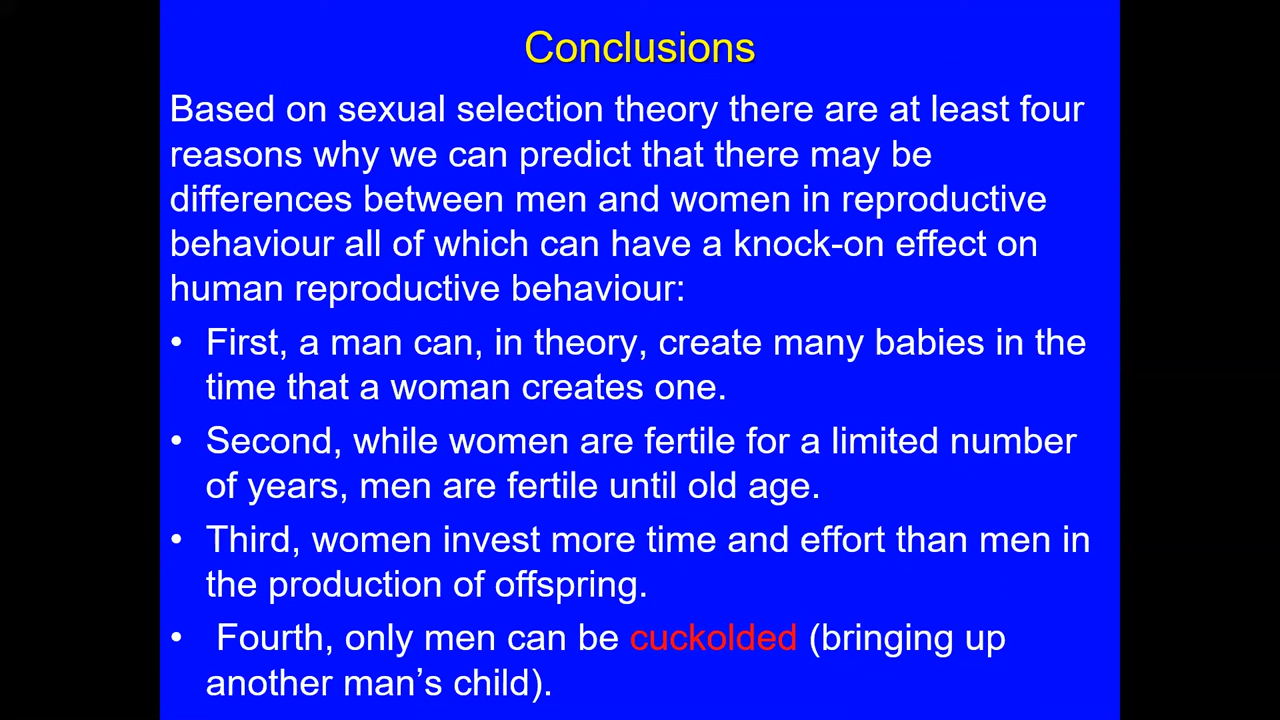 Conclusions
Based on sexual selection theory there are at least four
reasons why we can predict that there may be
differences between men and women in reproductive
behaviour all of which can have a knock-on effect on
human reproductive behaviour:
• First, a man can, in theory, create many babies in the
time that a woman creates one.
• Second, while women are fertile for a limited number
of years, men are fertile until old age.
• Third, women invest more time and effort than men in
the production of offspring.
• Fourth, only men can be cuckolded (bringing up
another man’s child).